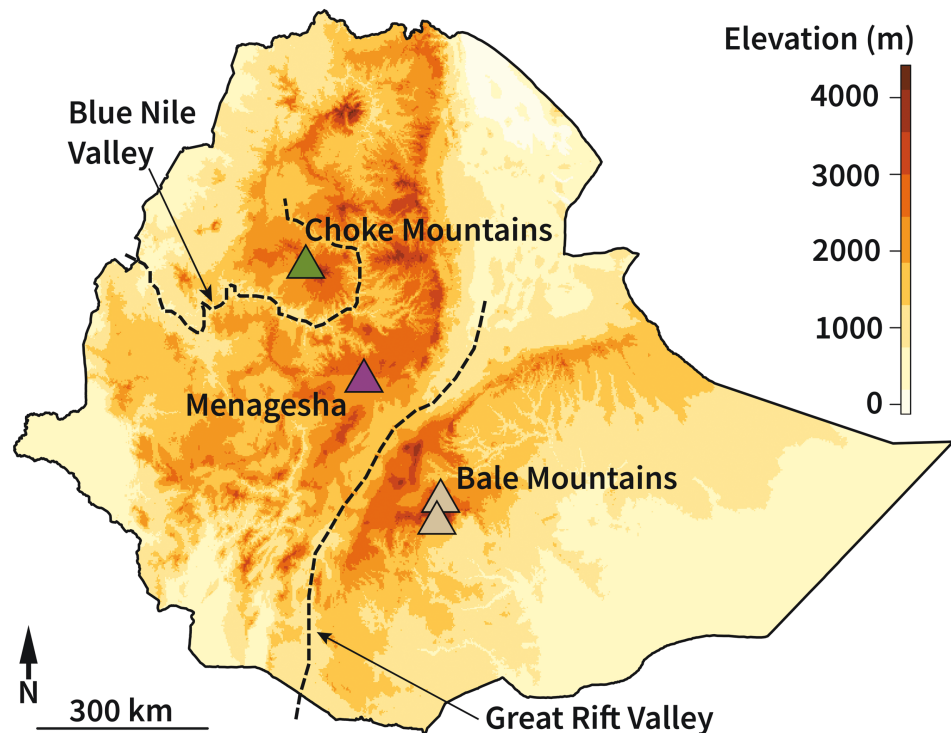 Elevation (m)
4000
3000
2000
1000
0
Blue Nile
Valley
Choke Mountains
Menagesha
Bale Mountains
Great Rift Valley
N
300 km